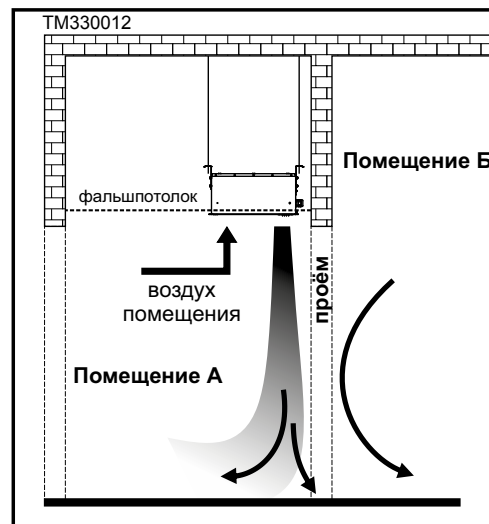 ТМ330012
Помещение Б
фальшпотолок
воздух
помещения
проём
Помещение А